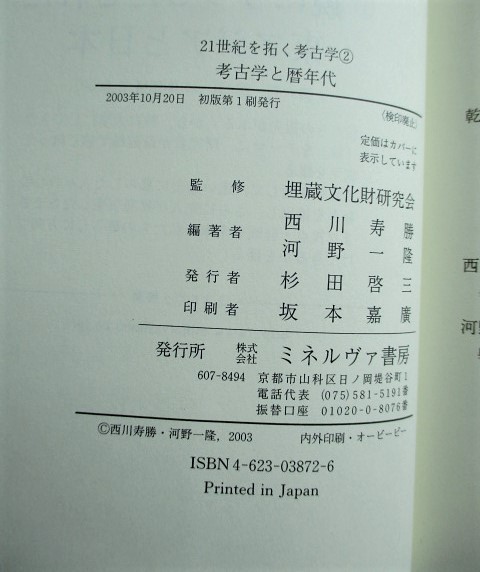 21世紀を拓く考古学②
考古学と暦年代
2003年10月20日 初版第1刷発行
〈検印廃止〉
定価はカバーに
表示しています
監修 埋蔵文化財研究会
編著者 西川寿勝
河野一隆
発行者 杉田啓三
印刷者 坂本嘉廣
発行所 株式会社 ミネルヴァ書房
607-8494 京都市山科区日ノ岡堤谷町1
電話代表 (075)581-5191番
振替口座 01020-0-8076番
©西川寿勝・河野一隆, 2003 内外印刷・オービービー
ISBN4-623-03872-6
Printed in Japan
乾
西
河